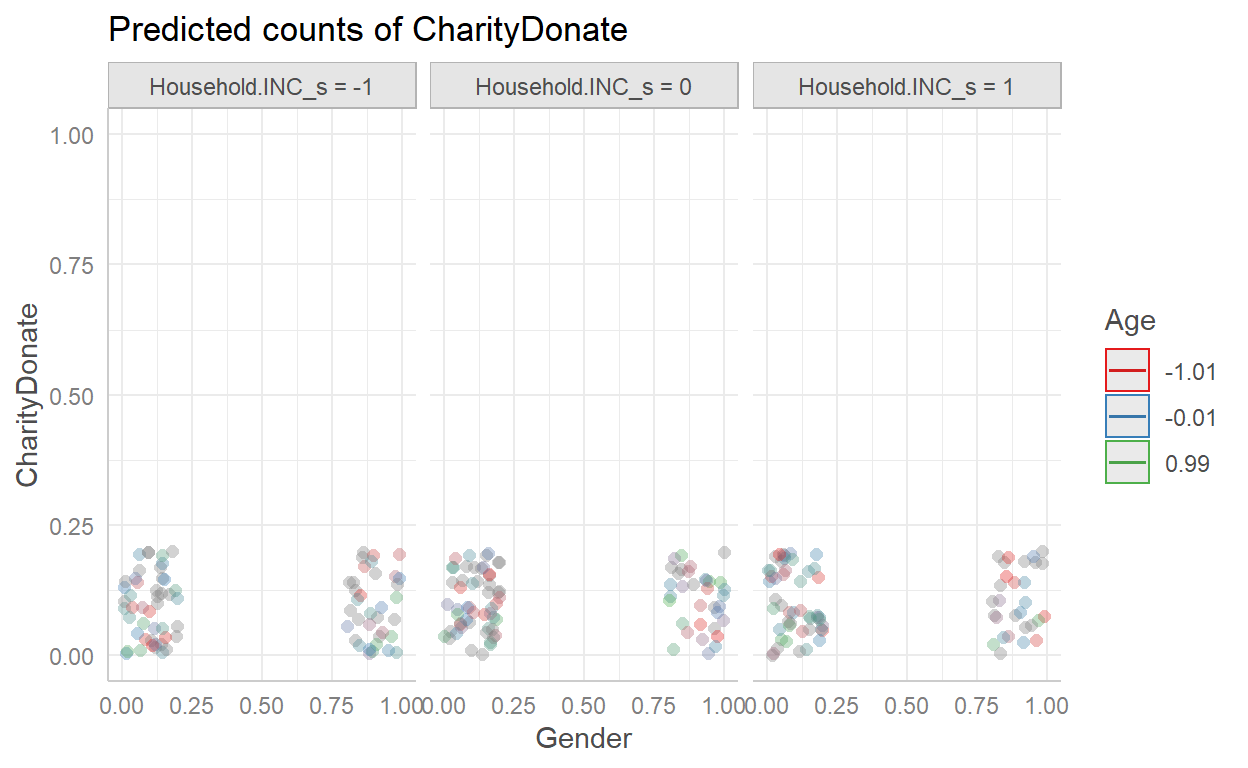 Predicted counts of CharityDonate
Household.INC_s = -1
Household.INC_s = 0
Household.INC_s = 1
1.00
0.75
0.50
0.25
0.00
CharityDonate
0.00 0.25 0.50 0.75 1.00
0.00 0.25 0.50 0.75 1.00
0.00 0.25 0.50 0.75 1.00
Gender
Age
-1.01
-0.01
0.99